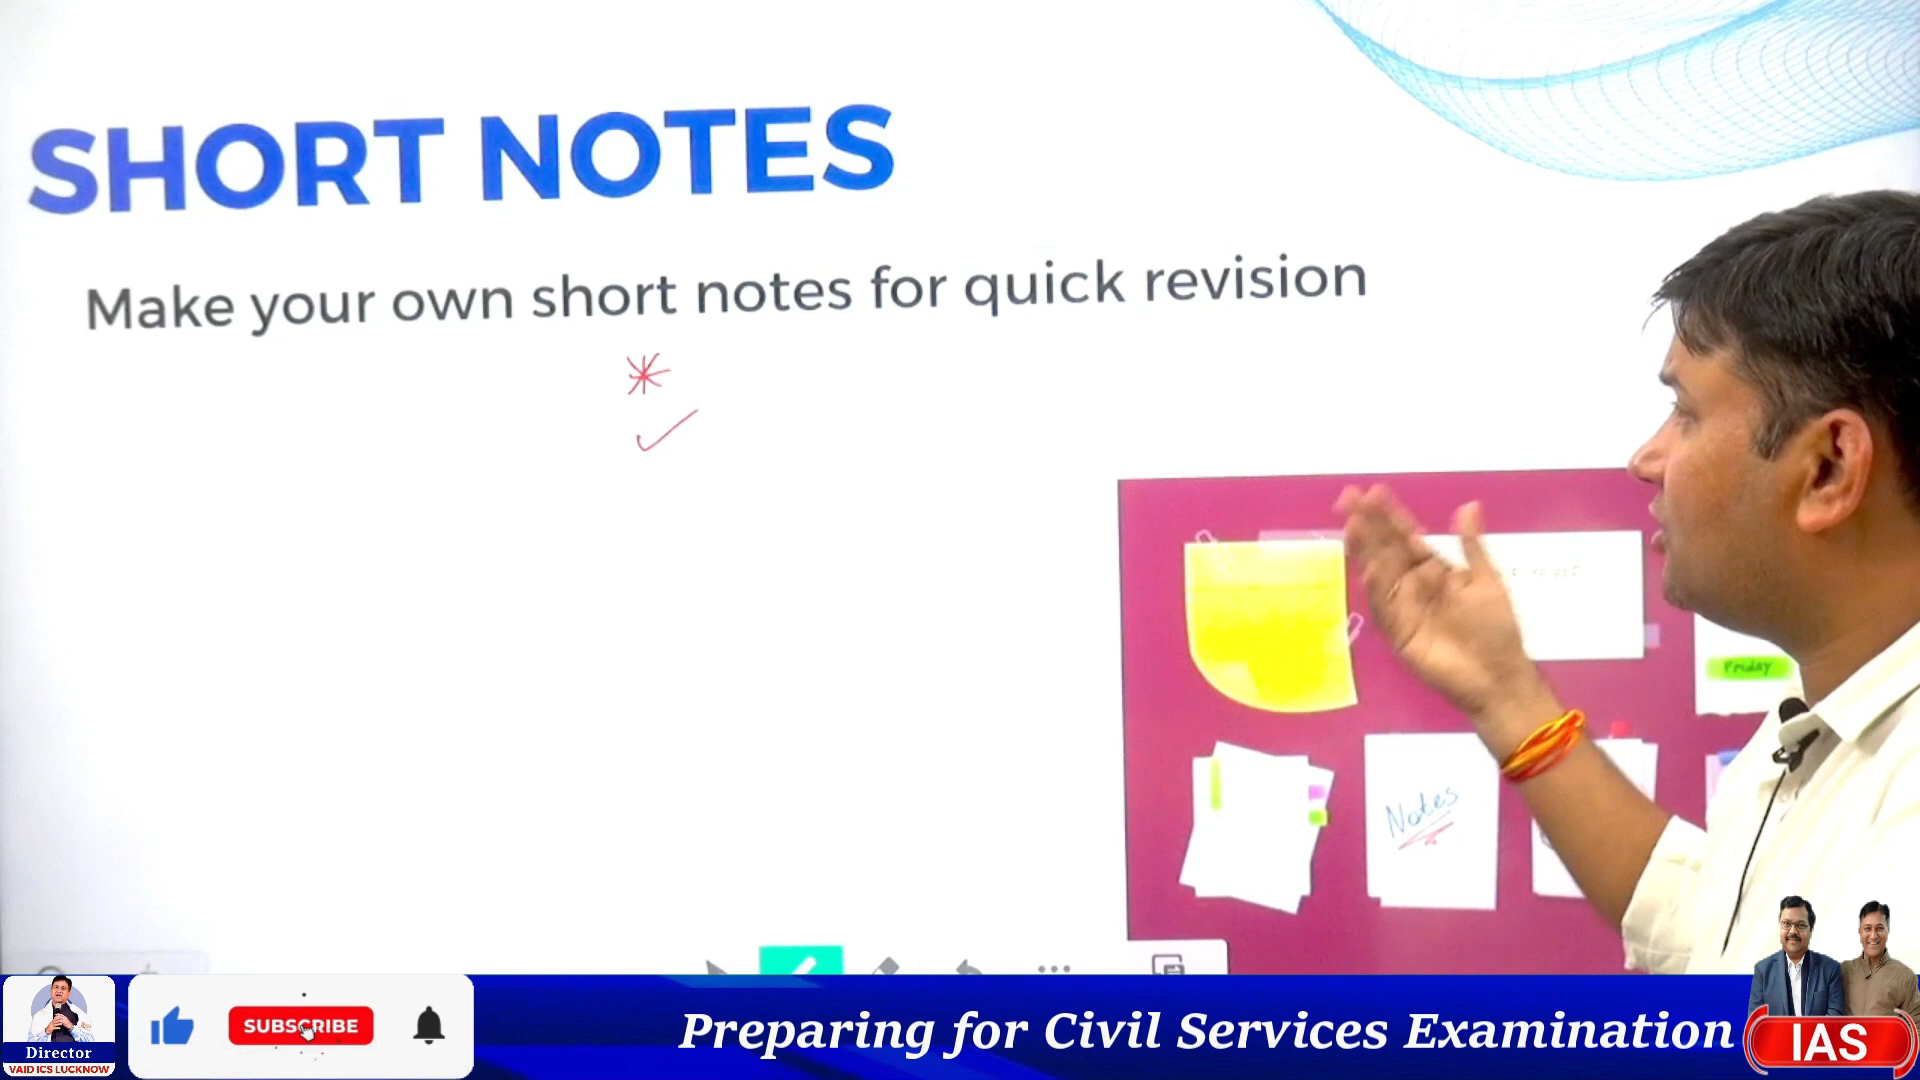 SHORT NOTES
Make your own short notes for quick revision
Friday
Notes
Director
VAID ICS LUCKNOW
SUBSCRIBE
Preparing for Civil Services Examination
IAS